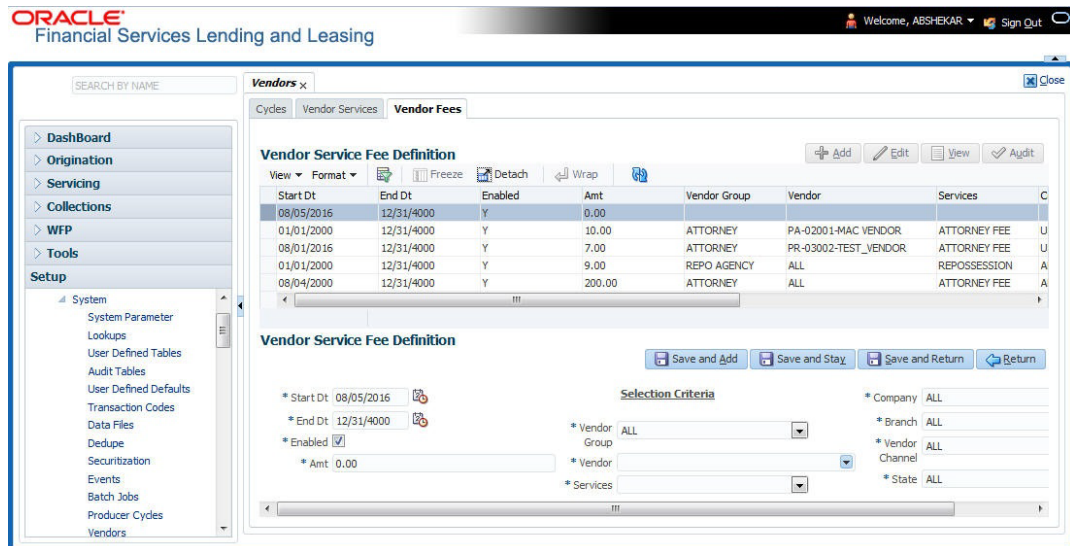 ORACLE
Financial Services Lending and Leasing
Welcome, ABSHEKAR
Sign Out
SEARCH BY NAME
DashBoard
Origination
Servicing
Collections
WFP
Tools
Setup
System
System Parameter
Lookups
User Defined Tables
Audit Tables
User Defined Defaults
Transaction Codes
Data Files
Dedupe
Securitization
Events
Batch Jobs
Producer Cycles
Vendors
Vendors x
Close
Cycles Vendor Services Vendor Fees
Vendor Service Fee Definition
Add Edit View Audit
View Format Freeze Detach Wrap
Start Dt End Dt Enabled Amt Vendor Group Vendor Services C
08/05/2016 12/31/4000 Y 0.00
01/01/2000 12/31/4000 Y 10.00 ATTORNEY PA-02001-MAC VENDOR ATTORNEY FEE U
08/01/2016 12/31/4000 Y 7.00 ATTORNEY PR-03002-TEST_VENDOR ATTORNEY FEE U
01/01/2000 12/31/4000 Y 9.00 REPO AGENCY ALL REPOSSESSION A
08/04/2000 12/31/4000 Y 200.00 ATTORNEY ALL ATTORNEY FEE A
Vendor Service Fee Definition
Save and Add Save and Stay Save and Return Return
* Start Dt 08/05/2016
* End Dt 12/31/4000
* Enabled
* Amt 0.00
Selection Criteria
* Vendor Group ALL
* Vendor
* Services
* Company ALL
* Branch ALL
* Vendor Channel ALL
* State ALL